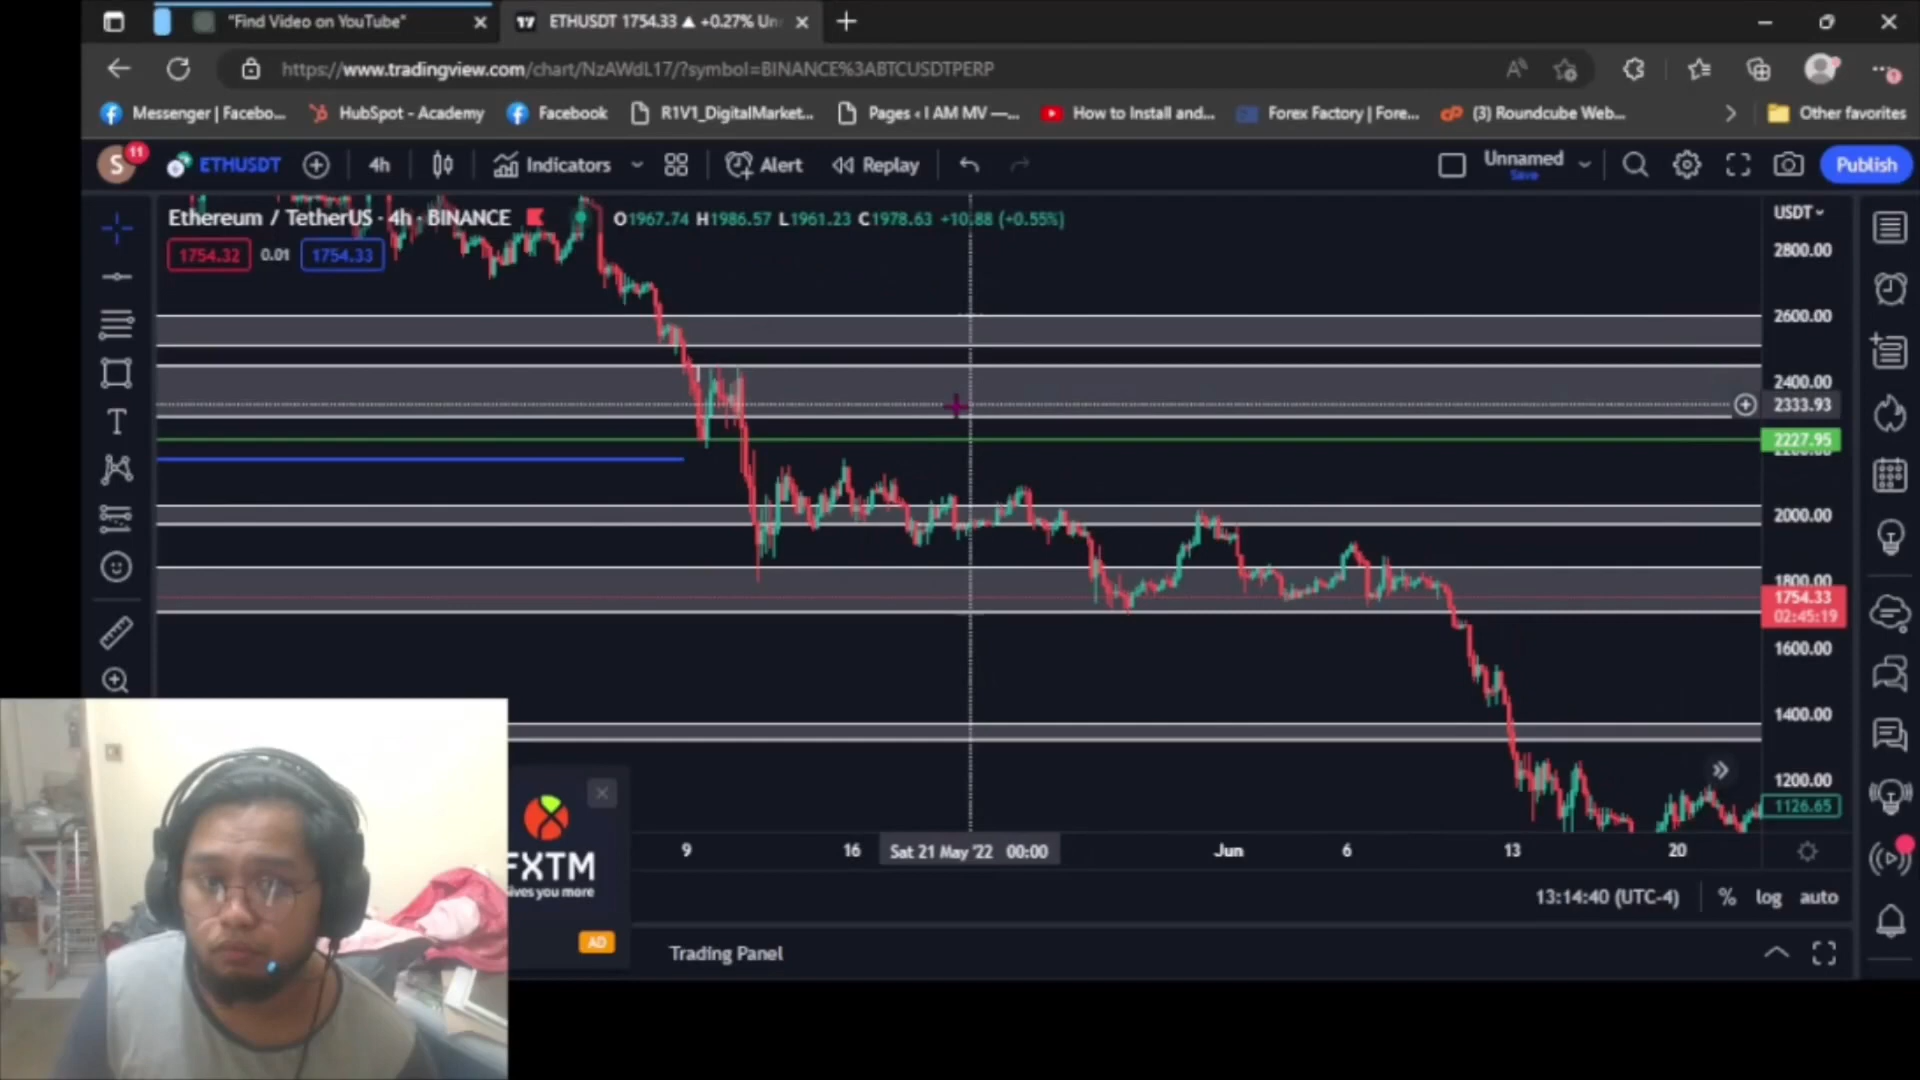 "Find Video on YouTube"
ETHUSDT 1754.33 ▲ +0.27% Un
https://www.tradingview.com/chart/NzAWdL17/?symbol=BINANCE%3ABTCUSDTPERP
Messenger | Facebo...
HubSpot - Academy
Facebook
R1V1_DigitalMarket...
Pages ‹ I AM MV —...
How to Install and...
Forex Factory | Fore...
(3) Roundcube Web...
Other favorites
S
11
ETHUSDT
4h
Indicators
Alert
Replay
Unnamed
Save
Publish
Ethereum / TetherUS · 4h · BINANCE
O1967.74 H1986.57 L1961.23 C1978.63 +10.88 (+0.55%)
USDT
1754.32
0.01
1754.33
2800.00
2600.00
2400.00
2333.93
2227.95
2000.00
1800.00
1754.33
02:45:19
1600.00
1400.00
1200.00
1126.65
9
16
Sat 21 May '22 00:00
Jun
6
13
20
FXTM
AD
13:14:40 (UTC-4)
%
log
auto
Trading Panel